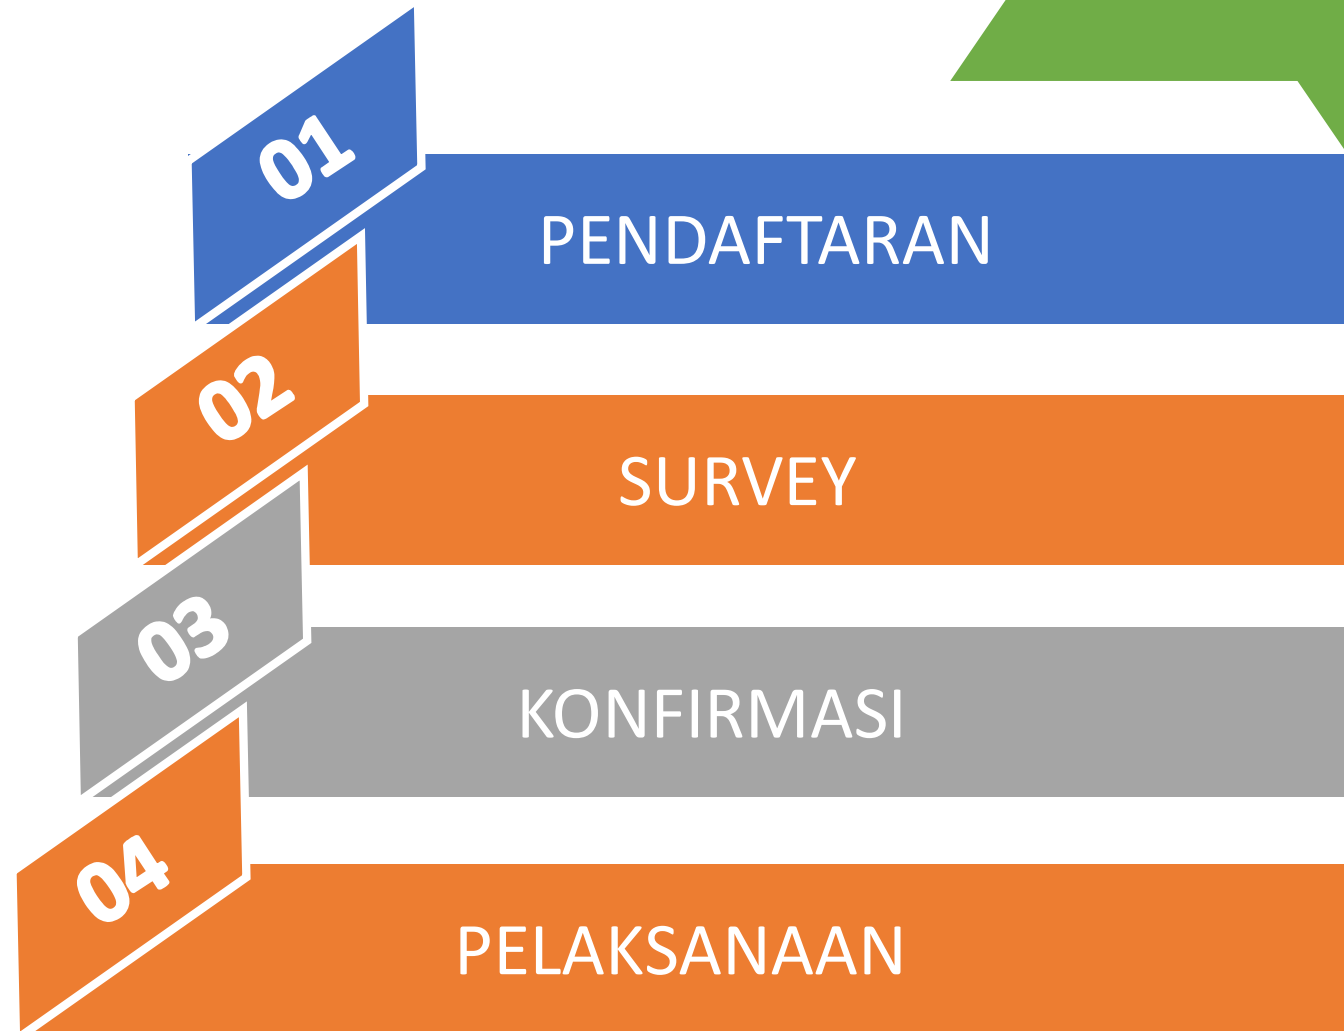 01
PENDAFTARAN
02
SURVEY
03
KONFIRMASI
04
PELAKSANAAN